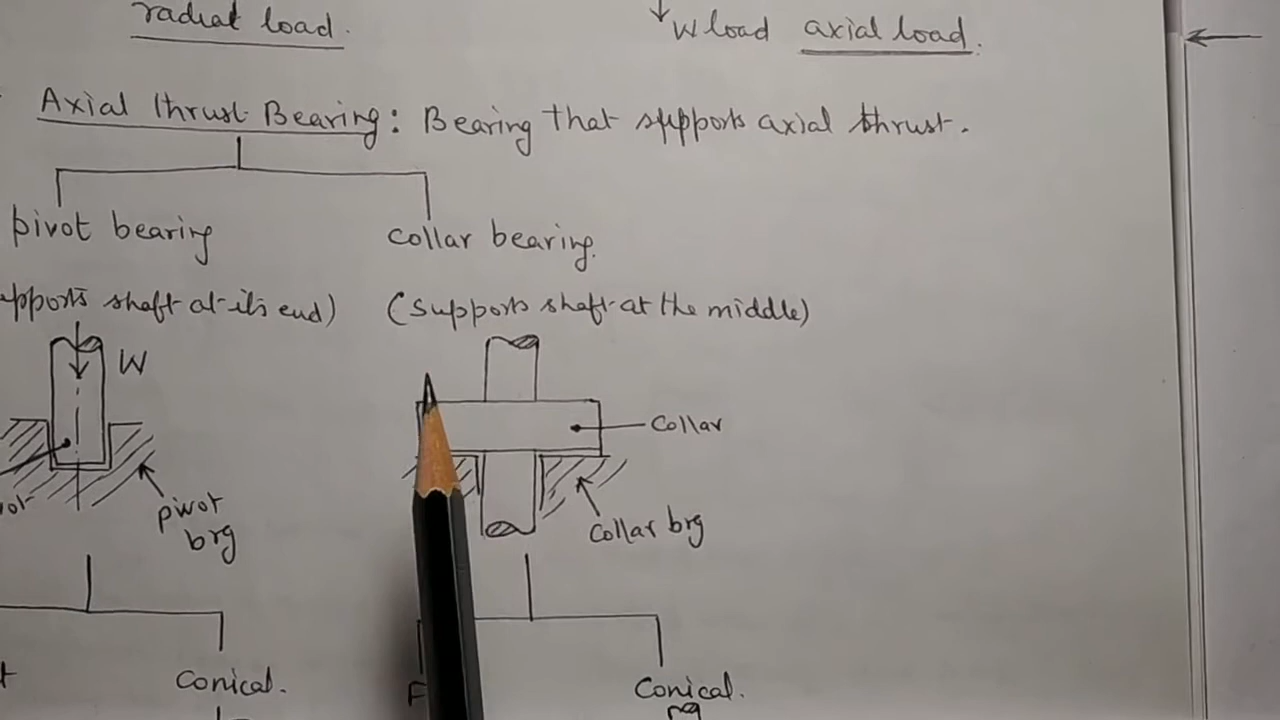 radial load.
W load axial load.
Axial thrust Bearing: Bearing that supports axial thrust.
pivot bearing
collar bearing.
shaft at its end)
(supports shaft at the middle)
W
Collar
pivot
brg
Collar brg
Conical.
Conical.